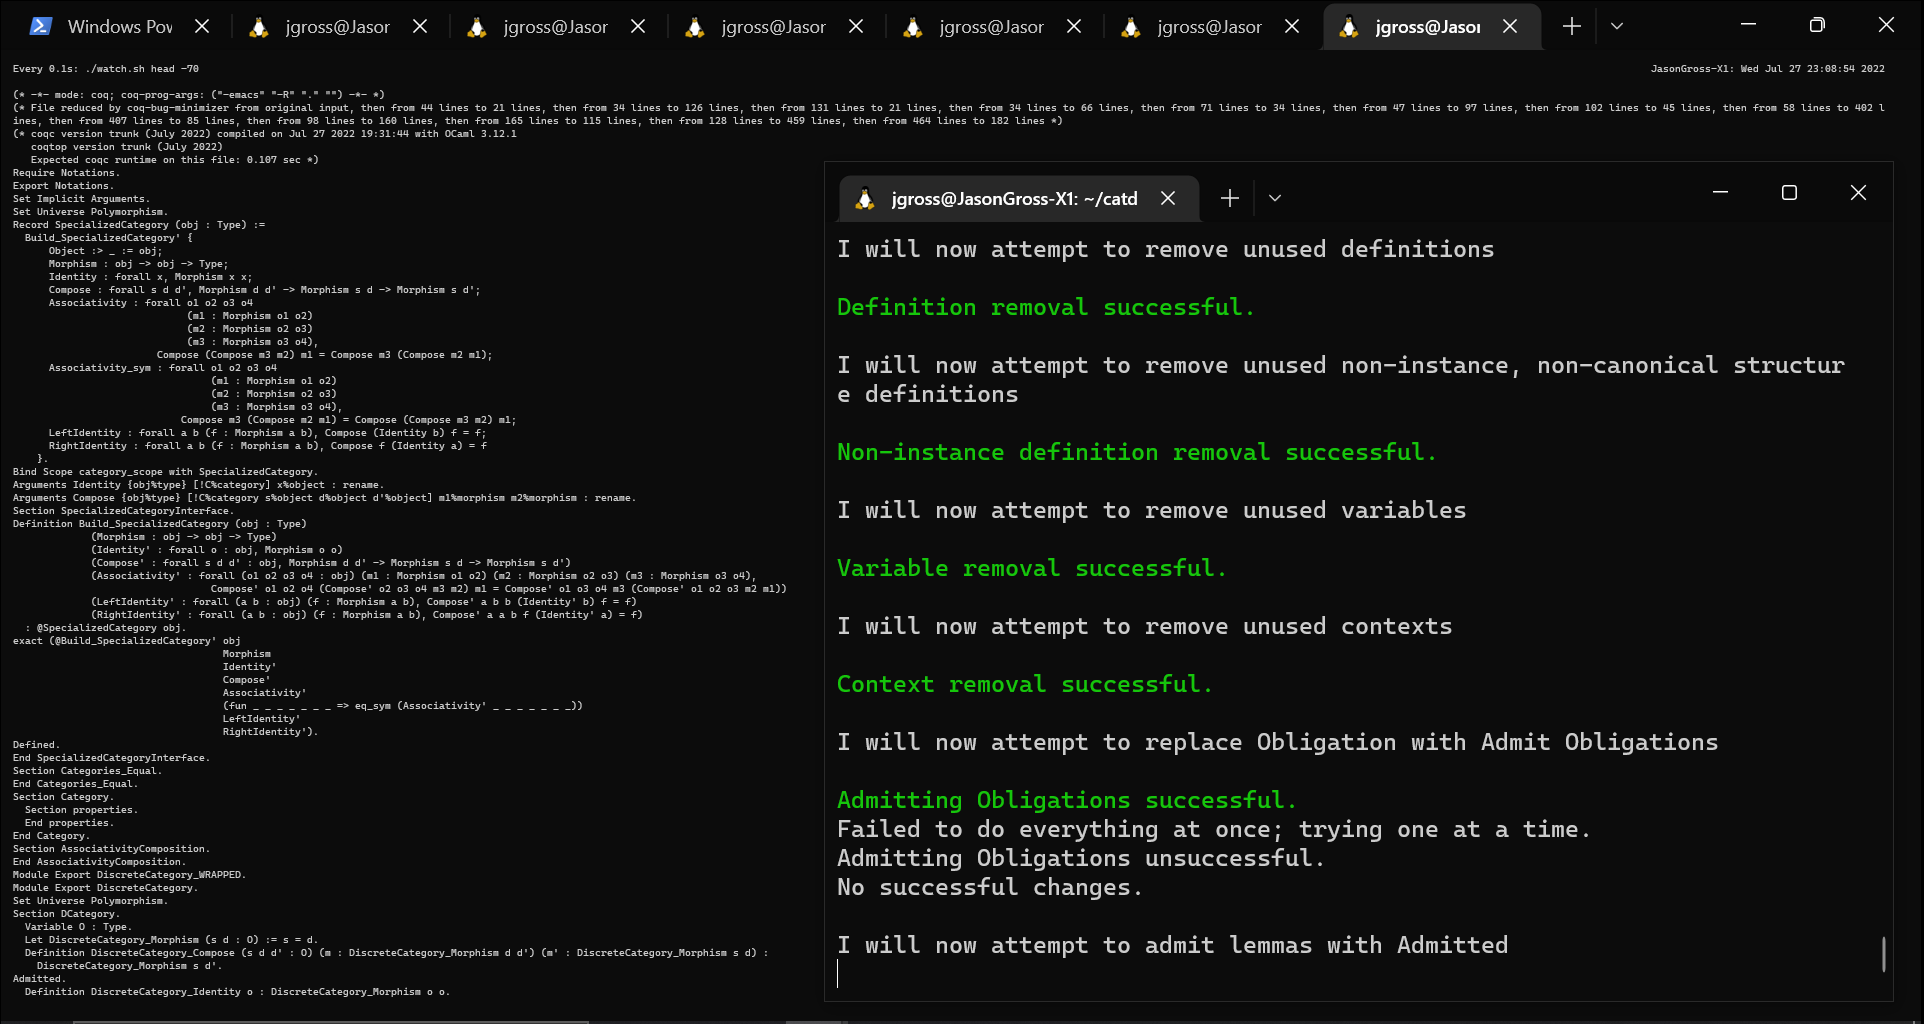 Windows Pow
jgross@Jasor
jgross@Jasor
jgross@Jasor
jgross@Jasor
jgross@Jasor
jgross@Jasor
Every 0.1s: ./watch.sh head -70
JasonGross-X1: Wed Jul 27 23:08:54 2022
(* -*- mode: coq; coq-prog-args: ("-emacs" "-R" "." "") -*- *)
(* File reduced by coq-bug-minimizer from original input, then from 44 lines to 21 lines, then from 34 lines to 126 lines, then from 131 lines to 21 lines, then from 34 lines to 66 lines, then from 71 lines to 34 lines, then from 47 lines to 97 lines, then from 102 lines to 45 lines, then from 58 lines to 402 l
ines, then from 407 lines to 85 lines, then from 98 lines to 160 lines, then from 165 lines to 115 lines, then from 128 lines to 459 lines, then from 464 lines to 182 lines *)
(* coqc version trunk (July 2022) compiled on Jul 27 2022 19:31:44 with OCaml 3.12.1
coqtop version trunk (July 2022)
Expected coqc runtime on this file: 0.107 sec *)
Require Notations.
Export Notations.
Set Implicit Arguments.
Set Universe Polymorphism.
Record SpecializedCategory (obj : Type) :=
Build_SpecializedCategory' {
Object :> _ := obj;
Morphism : obj -> obj -> Type;
Identity : forall x, Morphism x x;
Compose : forall s d d', Morphism d d' -> Morphism s d -> Morphism s d';
Associativity : forall o1 o2 o3 o4
(m1 : Morphism o1 o2)
(m2 : Morphism o2 o3)
(m3 : Morphism o3 o4),
Compose (Compose m3 m2) m1 = Compose m3 (Compose m2 m1);
Associativity_sym : forall o1 o2 o3 o4
(m1 : Morphism o1 o2)
(m2 : Morphism o2 o3)
(m3 : Morphism o3 o4),
Compose m3 (Compose m2 m1) = Compose (Compose m3 m2) m1;
LeftIdentity : forall a b (f : Morphism a b), Compose (Identity b) f = f;
RightIdentity : forall a b (f : Morphism a b), Compose f (Identity a) = f
}.
Bind Scope category_scope with SpecializedCategory.
Arguments Identity {obj%type} [!C%category] x%object : rename.
Arguments Compose {obj%type} [!C%category s%object d%object d'%object] m1%morphism m2%morphism : rename.
Section SpecializedCategoryInterface.
Definition Build_SpecializedCategory (obj : Type)
(Morphism : obj -> obj -> Type)
(Identity' : forall o : obj, Morphism o o)
(Compose' : forall s d d' : obj, Morphism d d' -> Morphism s d -> Morphism s d')
(Associativity' : forall (o1 o2 o3 o4 : obj) (m1 : Morphism o1 o2) (m2 : Morphism o2 o3) (m3 : Morphism o3 o4),
Compose' o1 o2 o4 (Compose' o2 o3 o4 m3 m2) m1 = Compose' o1 o3 o4 m3 (Compose' o1 o2 o3 m2 m1))
(LeftIdentity' : forall (a b : obj) (f : Morphism a b), Compose' a b b (Identity' b) f = f)
(RightIdentity' : forall (a b : obj) (f : Morphism a b), Compose' a a b f (Identity' a) = f)
: @SpecializedCategory obj.
exact (@Build_SpecializedCategory' obj
Morphism
Identity'
Compose'
Associativity'
(fun _ _ _ _ _ _ _ => eq_sym (Associativity' _ _ _ _ _ _ _))
LeftIdentity'
RightIdentity').
Defined.
End SpecializedCategoryInterface.
Section Categories_Equal.
End Categories_Equal.
Section Category.
Section properties.
End properties.
End Category.
Section AssociativityComposition.
End AssociativityComposition.
Module Export DiscreteCategory_WRAPPED.
Module Export DiscreteCategory.
Set Universe Polymorphism.
Section DCategory.
Variable O : Type.
Let DiscreteCategory_Morphism (s d : O) := s = d.
Definition DiscreteCategory_Compose (s d d' : O) (m : DiscreteCategory_Morphism d d') (m' : DiscreteCategory_Morphism s d) :
DiscreteCategory_Morphism s d'.
Admitted.
Definition DiscreteCategory_Identity o : DiscreteCategory_Morphism o o.
jgross@JasonGross-X1: ~/catd
I will now attempt to remove unused definitions
Definition removal successful.
I will now attempt to remove unused non-instance, non-canonical structur
e definitions
Non-instance definition removal successful.
I will now attempt to remove unused variables
Variable removal successful.
I will now attempt to remove unused contexts
Context removal successful.
I will now attempt to replace Obligation with Admit Obligations
Admitting Obligations successful.
Failed to do everything at once; trying one at a time.
Admitting Obligations unsuccessful.
No successful changes.
I will now attempt to admit lemmas with Admitted